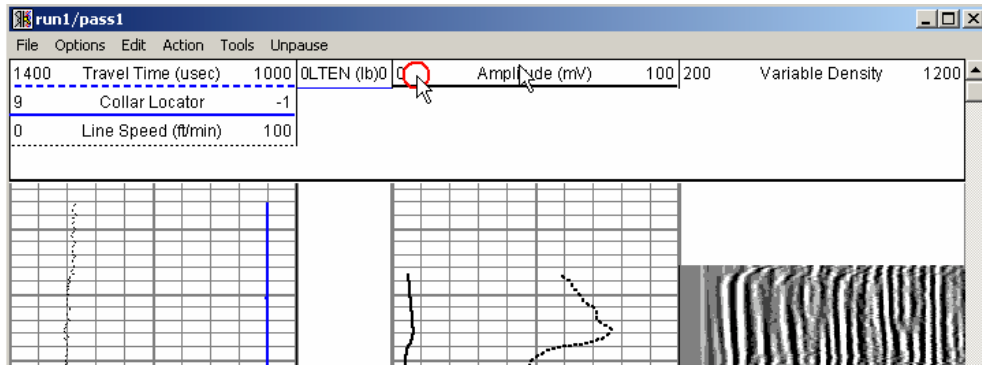 run1/pass1
File Options Edit Action Tools Unpause
1400 Travel Time (usec) 1000 0LTEN (lb)0 0 Amplitude (mV) 100 200 Variable Density 1200
9 Collar Locator -1
0 Line Speed (ft/min) 100